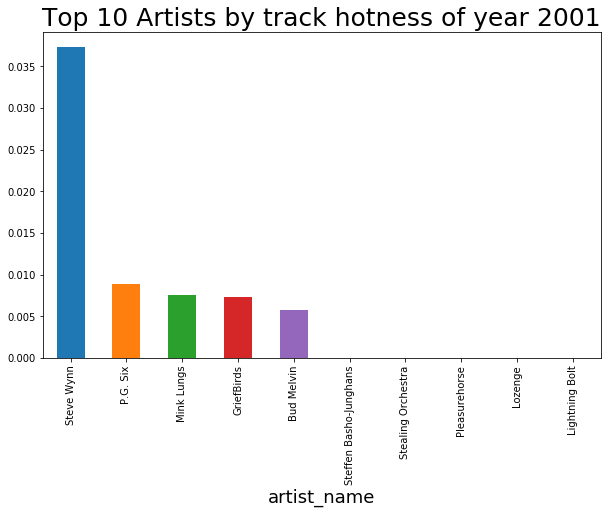 Top 10 Artists by track hotness of year 2001
0.035
0.030
0.025
0.020
0.015
0.010
0.005
0.000
Steve Wynn
P.G. Six
Mink Lungs
GriefBirds
Bud Melvin
Steffen Basho-Junghans
Stealing Orchestra
Pleasurehorse
Lozenge
Lightning Bolt
artist_name